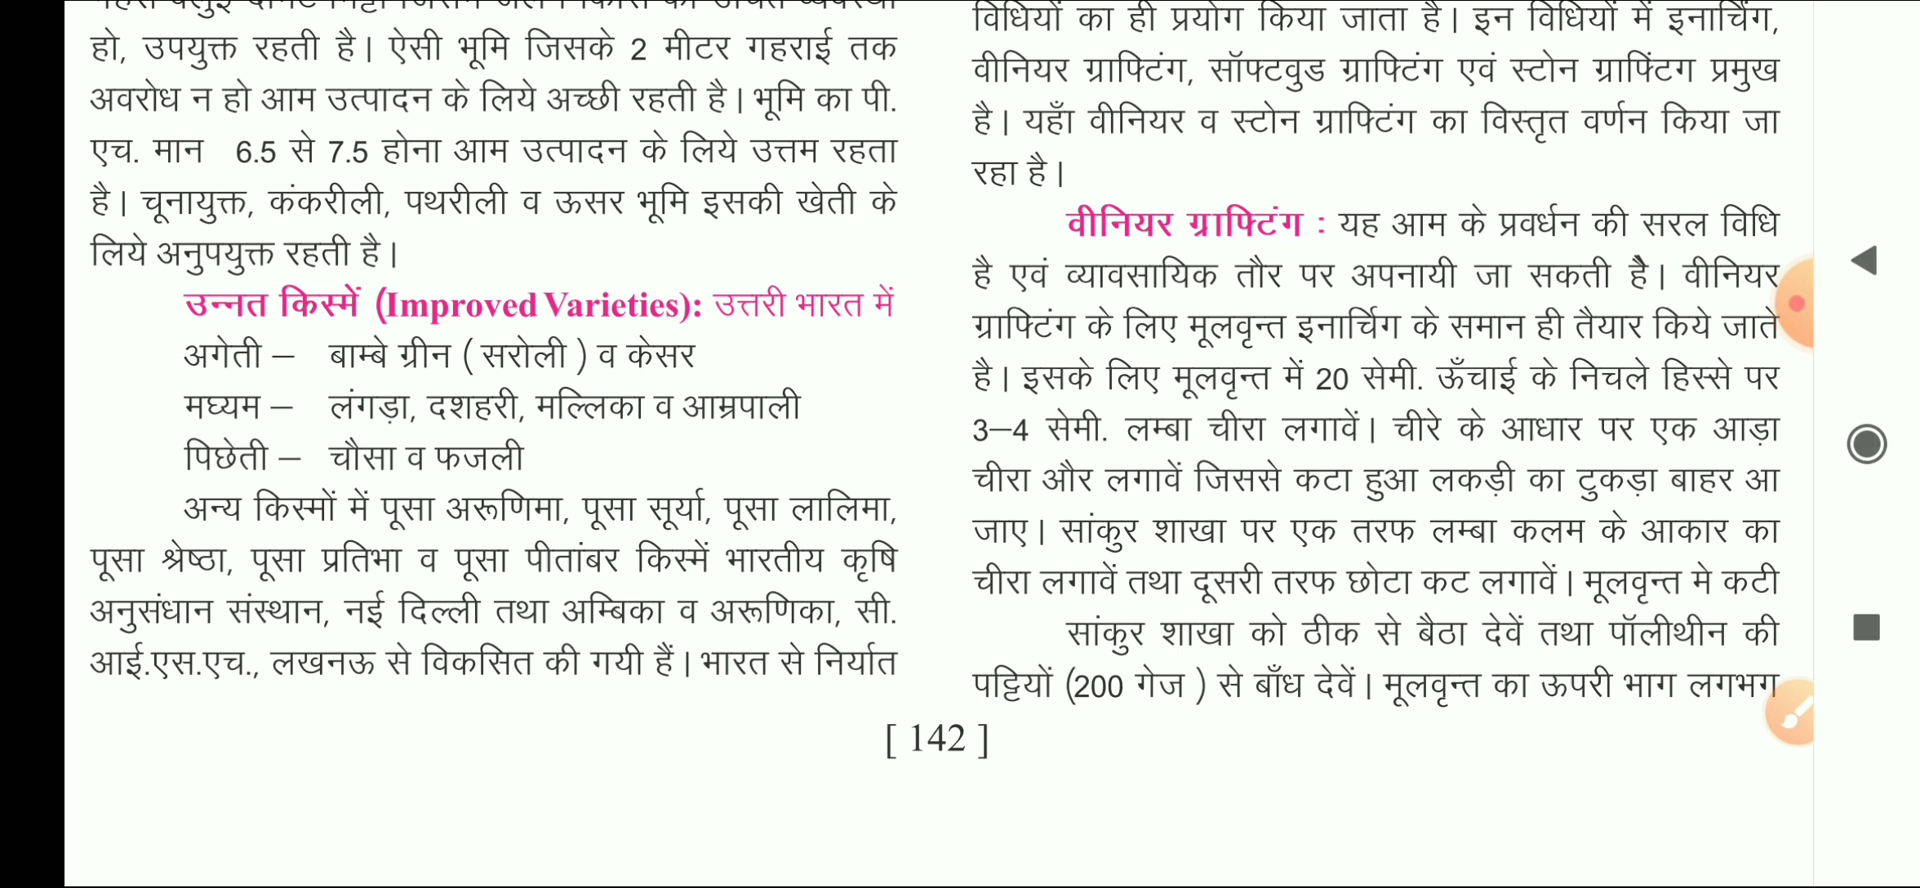 हो, उपयुक्त रहती है। ऐसी भूमि जिसके 2 मीटर गहराई तक
अवरोध न हो आम उत्पादन के लिये अच्छी रहती है। भूमि का पी.
एच. मान 6.5 से 7.5 होना आम उत्पादन के लिये उत्तम रहता
है। चूनायुक्त, कंकरीली, पथरीली व ऊसर भूमि इसकी खेती के
लिये अनुपयुक्त रहती है।
उन्नत किस्में (Improved Varieties): उत्तरी भारत में
अगेती – बाम्बे ग्रीन ( सरोली ) व केसर
मघ्यम – लंगड़ा, दशहरी, मल्लिका व आम्रपाली
पिछेती – चौसा व फजली
अन्य किस्मों में पूसा अरूणिमा, पूसा सूर्या, पूसा लालिमा,
पूसा श्रेष्ठा, पूसा प्रतिभा व पूसा पीतांबर किस्में भारतीय कृषि
अनुसंधान संस्थान, नई दिल्ली तथा अम्बिका व अरूणिका, सी.
आई.एस.एच., लखनऊ से विकसित की गयी हैं। भारत से निर्यात
विधियों का ही प्रयोग किया जाता है। इन विधियों में इनार्चिंग,
वीनियर ग्राफ्टिंग, सॉफ्टवुड ग्राफ्टिंग एवं स्टोन ग्राफ्टिंग प्रमुख
है। यहाँ वीनियर व स्टोन ग्राफ्टिंग का विस्तृत वर्णन किया जा
रहा है।
वीनियर ग्राफ्टिंग : यह आम के प्रवर्धन की सरल विधि
है एवं व्यावसायिक तौर पर अपनायी जा सकती है। वीनियर
ग्राफ्टिंग के लिए मूलवृन्त इनार्चिग के समान ही तैयार किये जाते
है। इसके लिए मूलवृन्त में 20 सेमी. ऊँचाई के निचले हिस्से पर
3–4 सेमी. लम्बा चीरा लगावें। चीरे के आधार पर एक आड़ा
चीरा और लगावें जिससे कटा हुआ लकड़ी का टुकड़ा बाहर आ
जाए। सांकुर शाखा पर एक तरफ लम्बा कलम के आकार का
चीरा लगावें तथा दूसरी तरफ छोटा कट लगावें। मूलवृन्त मे कटी
सांकुर शाखा को ठीक से बैठा देवें तथा पॉलीथीन की
पट्टियों (200 गेज ) से बाँध देवें। मूलवृन्त का ऊपरी भाग लगभग
[ 142 ]